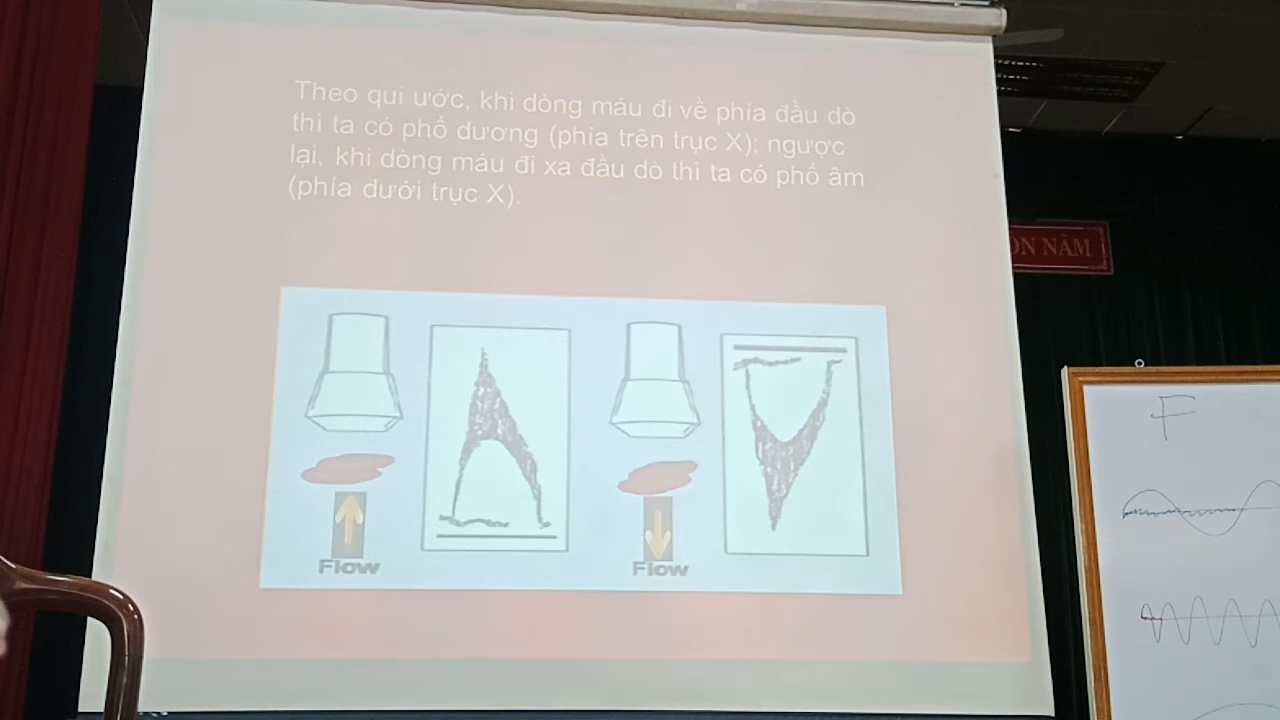 Theo qui ước, khi dòng máu đi về phía đầu dò
thì ta có phổ dương (phía trên trục X); ngược
lại, khi dòng máu đi xa đầu dò thì ta có phổ âm
(phía dưới trục X).
Flow
Flow
NĂM
F